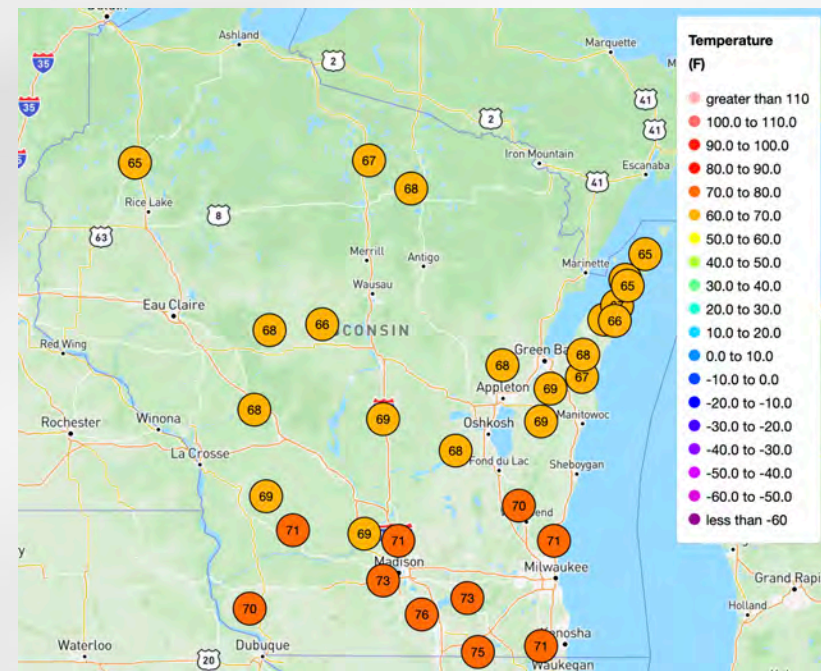 Ashland
Marquette
35
2
41
35
2
41
Iron Mountain
Escanaba
65
67
68
41
Rice Lake
8
63
Merrill
Antigo
Marinette
65
65
Wausau
Eau Claire
66
68
66
CONSIN
Red Wing
68
Green Ba
68
67
Appleton
69
68
69
69
Manitowoc
Rochester
Winona
Oshkosh
La Crosse
68
Fond du Lac
Sheboygan
69
70
end
71
69
71
71
Madison
Milwaukee
73
73
70
76
Grand Rapi
Holland
71
enosha
Waterloo
20
Dubuque
75
Waukegan
Temperature
(F)
greater than 110
100.0 to 110.0
90.0 to 100.0
80.0 to 90.0
70.0 to 80.0
60.0 to 70.0
50.0 to 60.0
40.0 to 50.0
30.0 to 40.0
20.0 to 30.0
10.0 to 20.0
0.0 to 10.0
-10.0 to 0.0
-20.0 to -10.0
-30.0 to -20.0
-40.0 to -30.0
-50.0 to -40.0
-60.0 to -50.0
less than -60